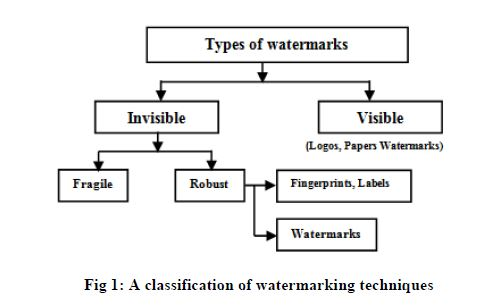 Types of watermarks
Invisible
Visible
(Logos, Papers Watermarks)
Fragile
Robust
Fingerprints, Labels
Watermarks
Fig 1: A classification of watermarking techniques